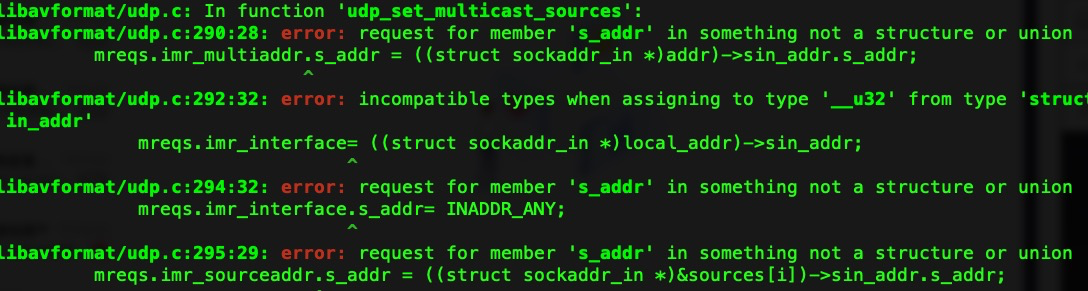 libavformat/udp.c: In function 'udp_set_multicast_sources':
libavformat/udp.c:290:28: error: request for member 's_addr' in something not a structure or union
mreqs.imr_multiaddr.s_addr = ((struct sockaddr_in *)addr)->sin_addr.s_addr;
^
libavformat/udp.c:292:32: error: incompatible types when assigning to type '__u32' from type 'struct
in_addr'
mreqs.imr_interface= ((struct sockaddr_in *)local_addr)->sin_addr;
^
libavformat/udp.c:294:32: error: request for member 's_addr' in something not a structure or union
mreqs.imr_interface.s_addr= INADDR_ANY;
^
libavformat/udp.c:295:29: error: request for member 's_addr' in something not a structure or union
mreqs.imr_sourceaddr.s_addr = ((struct sockaddr_in *)&sources[i])->sin_addr.s_addr;
^